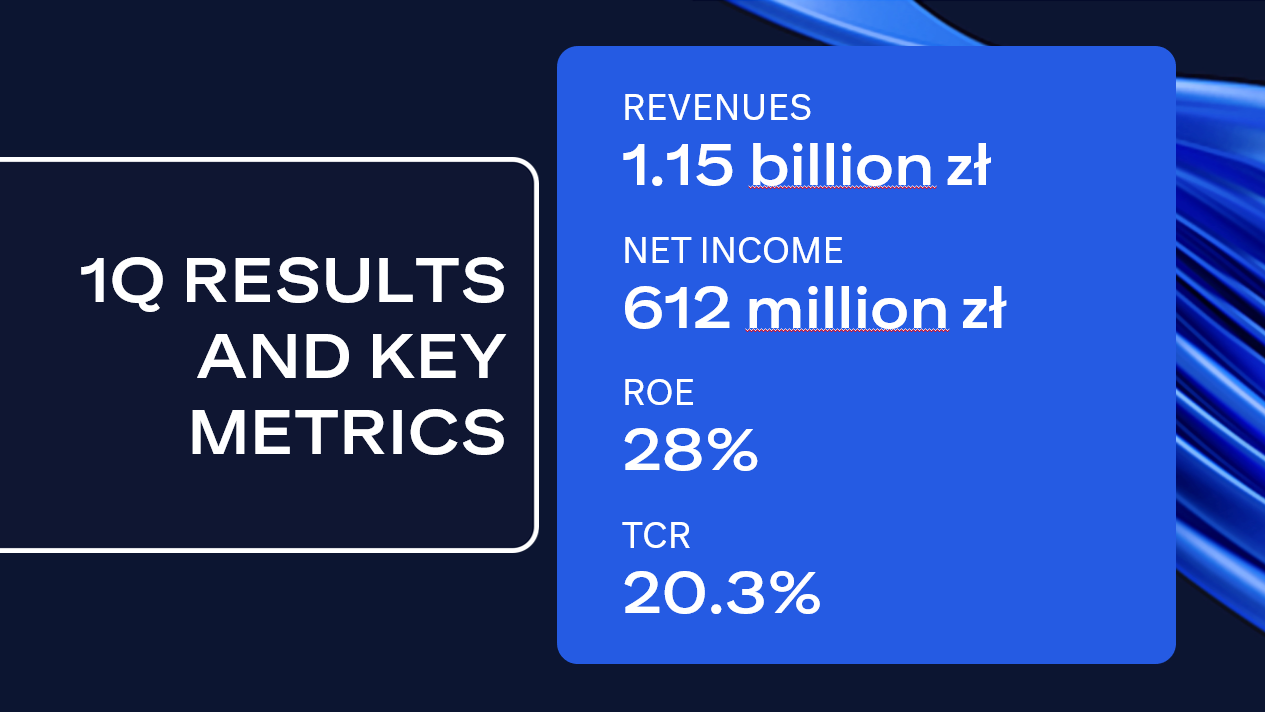 1Q RESULTS
AND KEY
METRICS
REVENUES
1.15 billion zł
NET INCOME
612 million zł
ROE
28%
TCR
20.3%